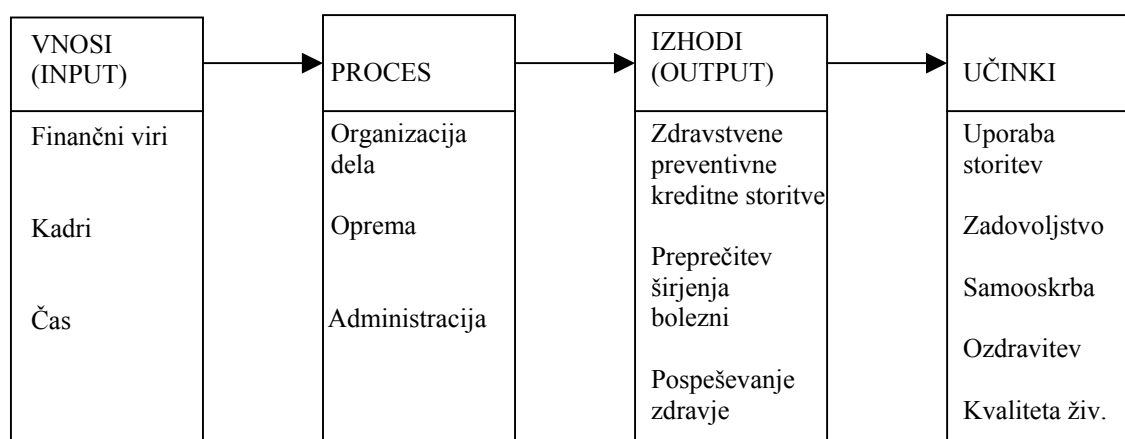 VNOSI
(INPUT)
Finančni viri
Kadri
Čas
PROCES
Organizacija
dela
Oprema
Administracija
IZHODI
(OUTPUT)
Zdravstvene
preventivne
kreditne storitve
Preprečitev
širjenja
bolezni
Pospeševanje
zdravje
UČINKI
Uporaba
storitev
Zadovoljstvo
Samooskrba
Ozdravitev
Kvaliteta živ.